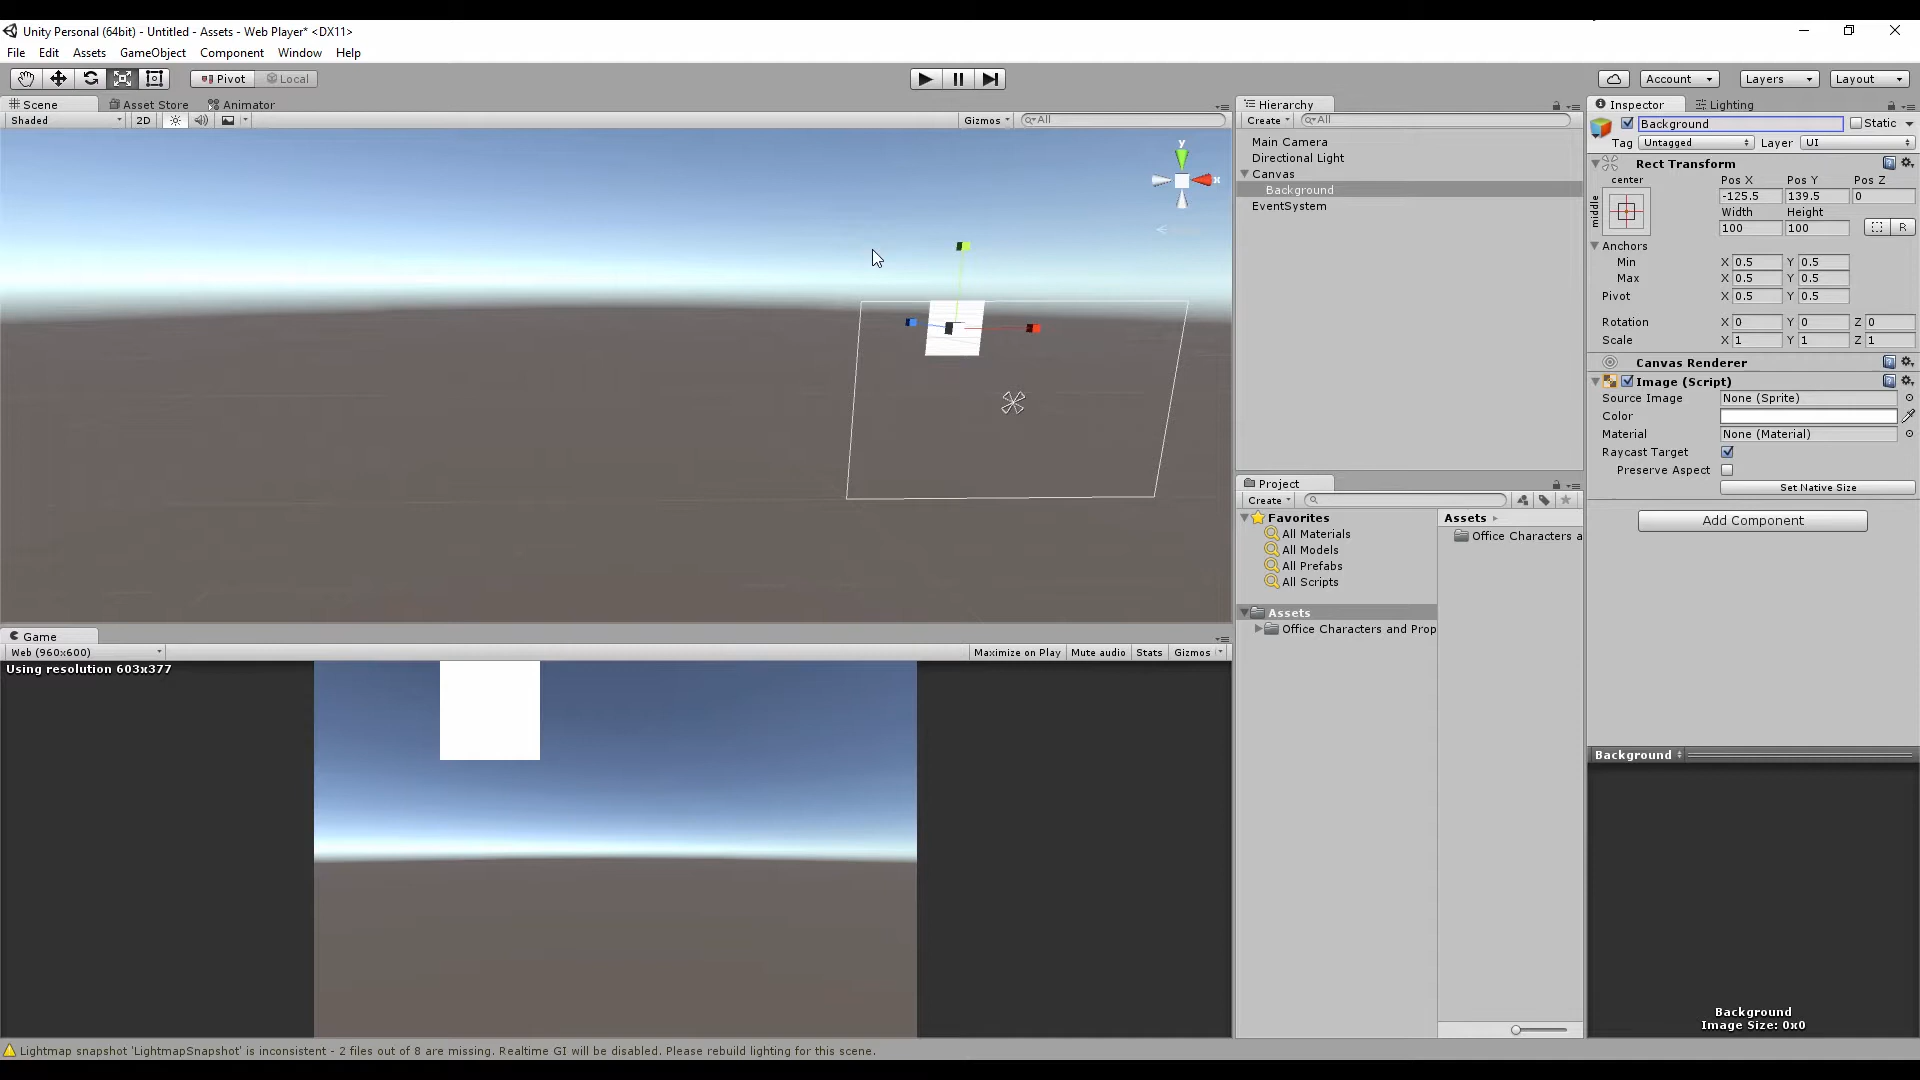 Unity Personal (64bit) - Untitled - Assets - Web Player* <DX11>
File Edit Assets GameObject Component Window Help
Pivot Local Account Layers Layout
Scene Asset Store Animator
Shaded 2D Gizmos All
y
x
Hierarchy
Create All
Main Camera
Directional Light
Canvas
Background
EventSystem
Inspector Lighting
Background Static
Tag Untagged Layer UI
Rect Transform
center Pos X Pos Y Pos Z
middle -125.5 139.5 0
Width Height
100 100 R
Anchors
Min X 0.5 Y 0.5
Max X 0.5 Y 0.5
Pivot X 0.5 Y 0.5
Rotation X 0 Y 0 Z 0
Scale X 1 Y 1 Z 1
Canvas Renderer
Image (Script)
Source Image None (Sprite)
Color
Material None (Material)
Raycast Target
Preserve Aspect
Set Native Size
Add Component
Project
Create
Favorites
All Materials
All Models
All Prefabs
All Scripts
Assets
Office Characters and Prop
Assets
Office Characters a
Game
Web (960x600) Maximize on Play Mute audio Stats Gizmos
Using resolution 603x377
Background
Background
Image Size: 0x0
Lightmap snapshot 'LightmapSnapshot' is inconsistent - 2 files out of 8 are missing. Realtime GI will be disabled. Please rebuild lighting for this scene.